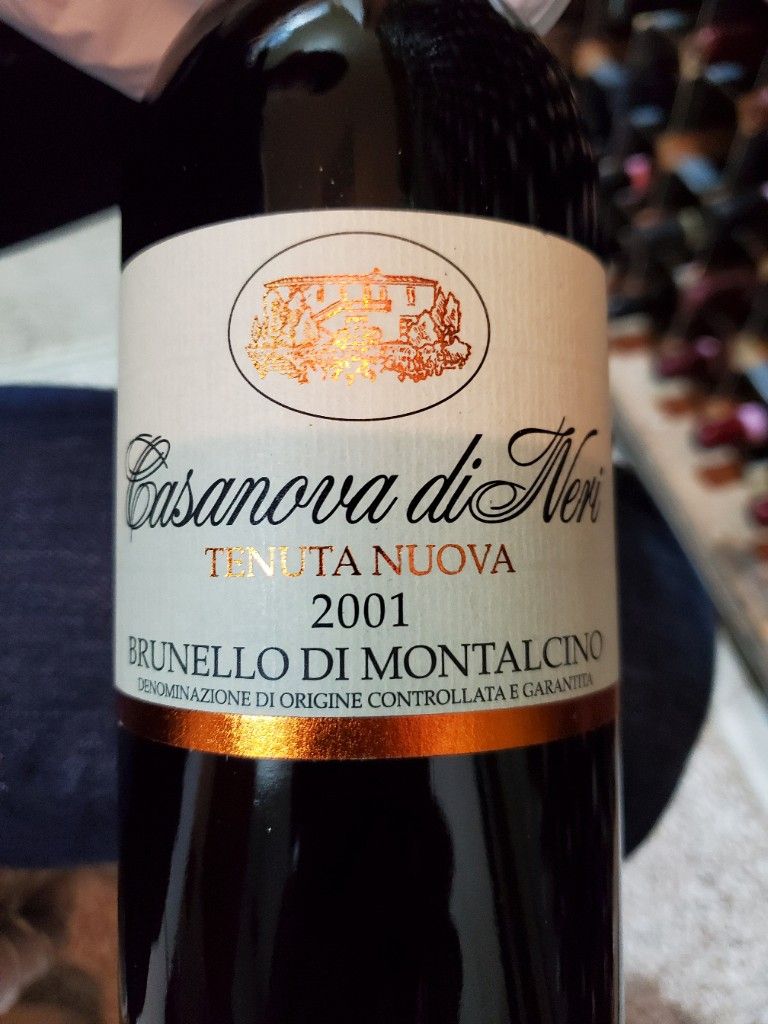 Casanova di Neri
TENUTA NUOVA
2001
BRUNELLO DI MONTALCINO
DENOMINAZIONE DI ORIGINE CONTROLLATA E GARANTITA